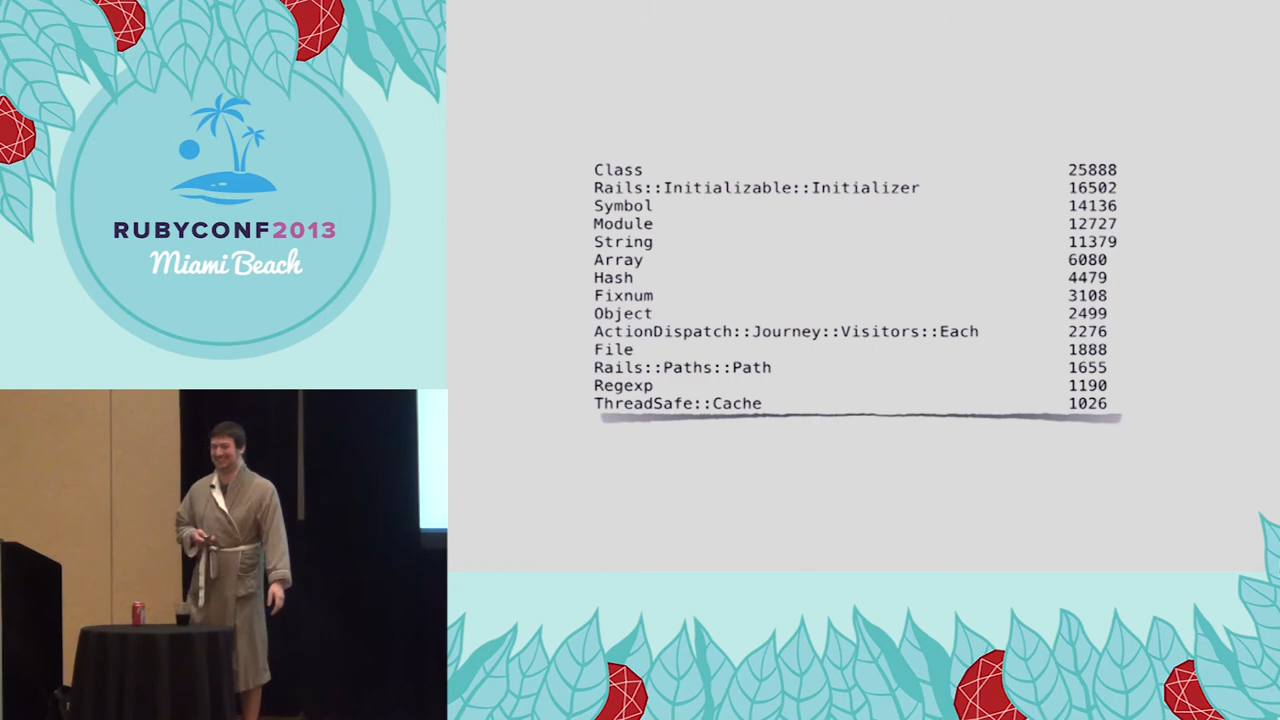 RUBYCONF2013
Miami Beach
Class 25888
Rails::Initializable::Initializer 16502
Symbol 14136
Module 12727
String 11379
Array 6080
Hash 4479
Fixnum 3108
Object 2499
ActionDispatch::Journey::Visitors::Each 2276
File 1888
Rails::Paths::Path 1655
Regexp 1190
ThreadSafe::Cache 1026